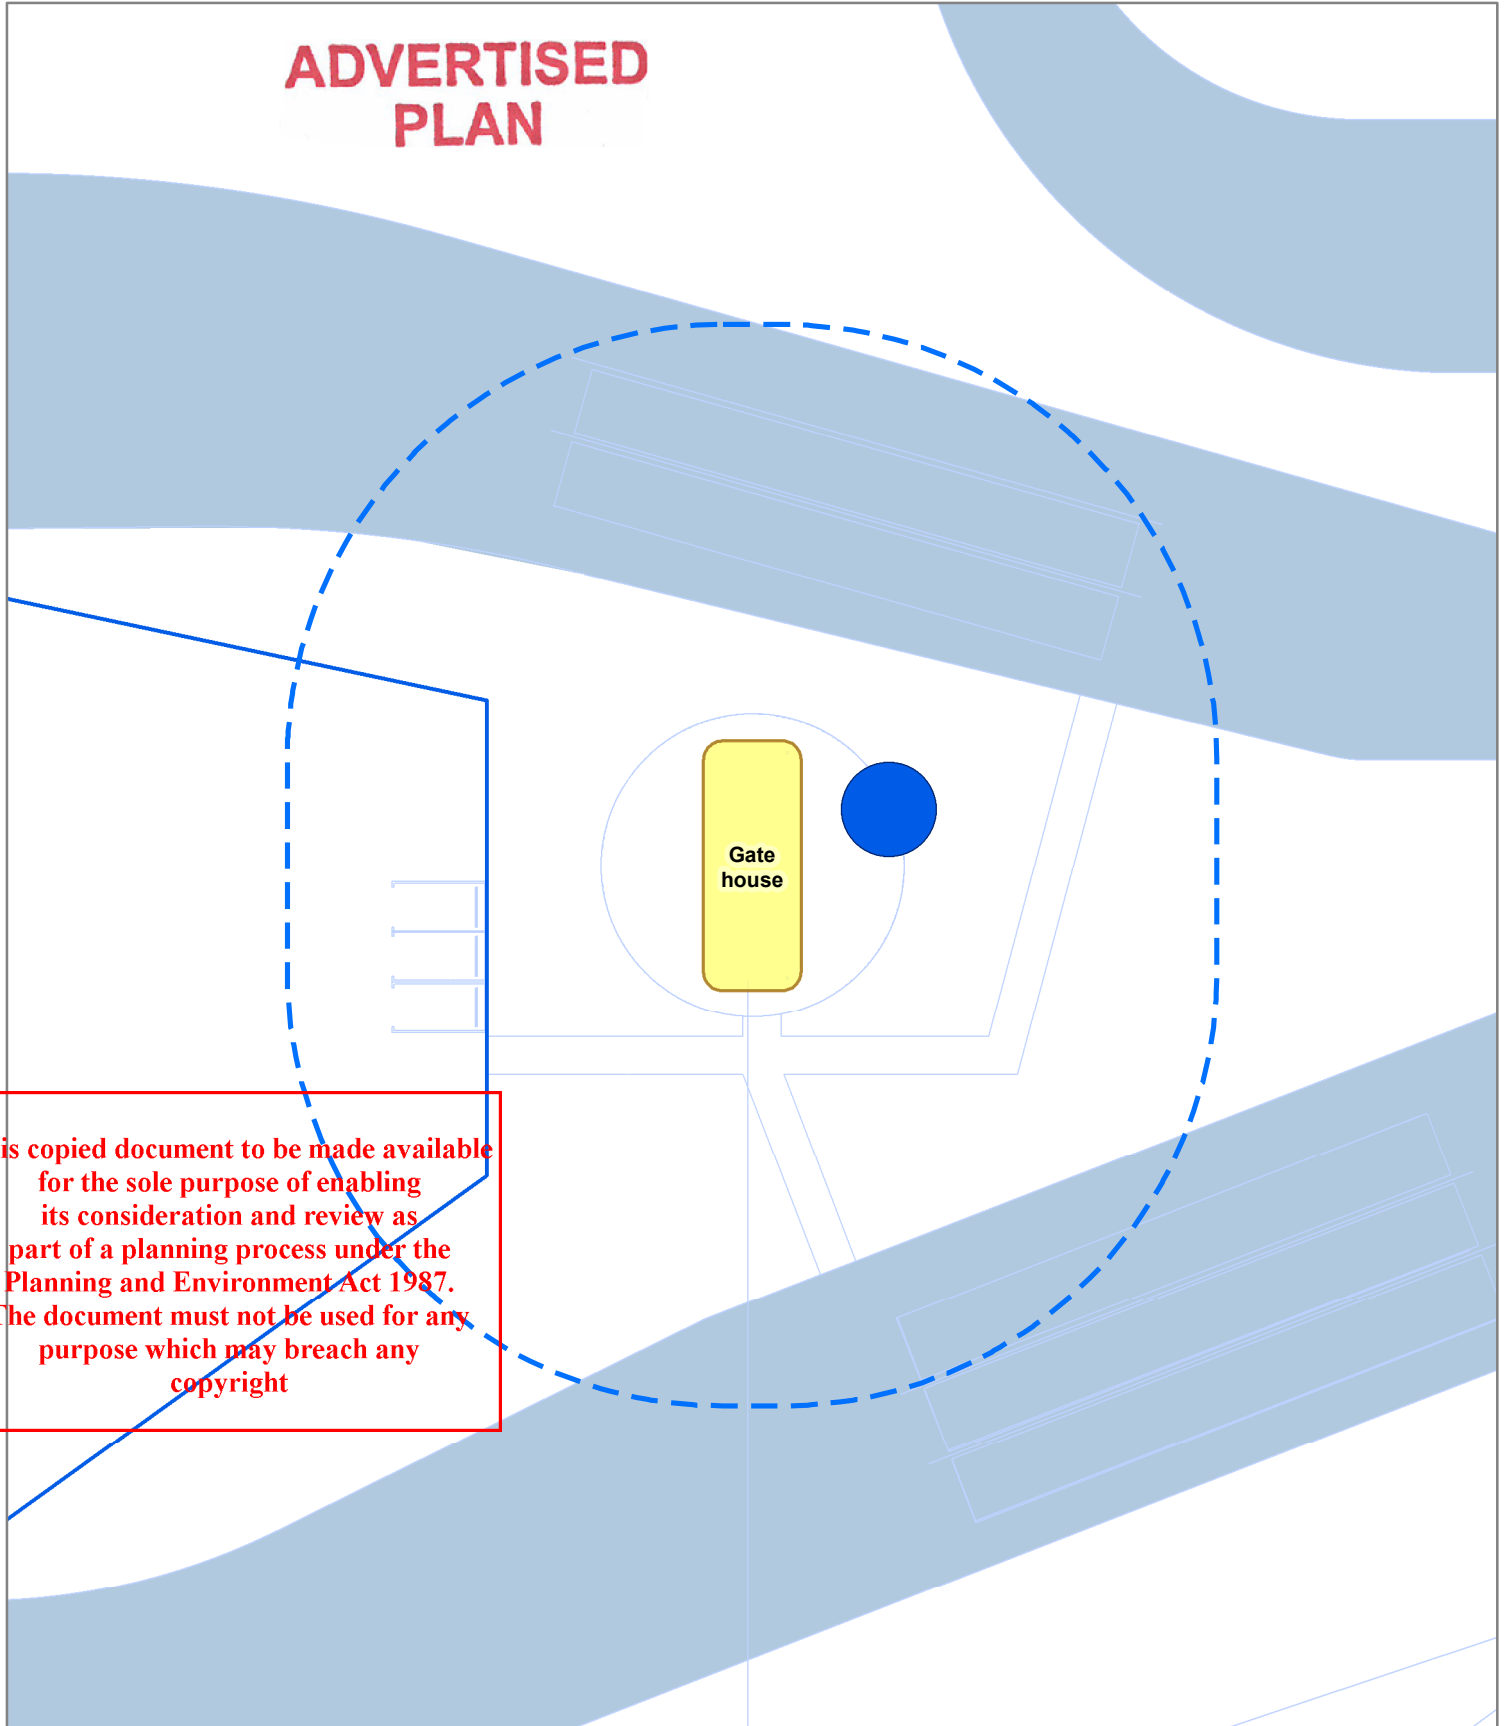 ADVERTISED
PLAN
Gate
house
is copied document to be made available
for the sole purpose of enabling
its consideration and review as
part of a planning process under the
Planning and Environment Act 1987.
The document must not be used for any
purpose which may breach any
copyright